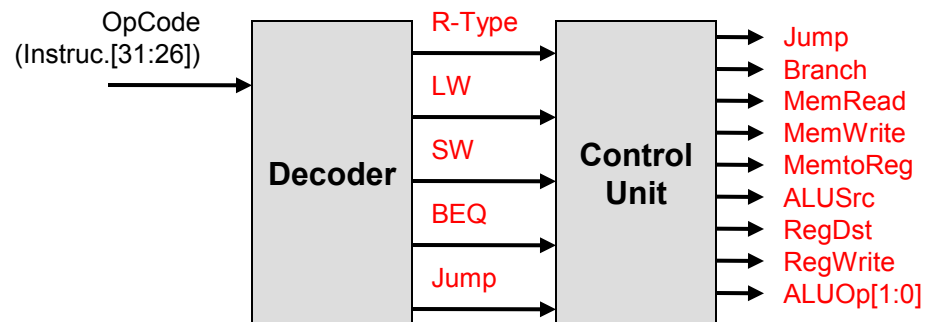 OpCode
(Instruc.[31:26])
Decoder
R-Type
LW
SW
BEQ
Jump
Control
Unit
Jump
Branch
MemRead
MemWrite
MemtoReg
ALUSrc
RegDst
RegWrite
ALUOp[1:0]